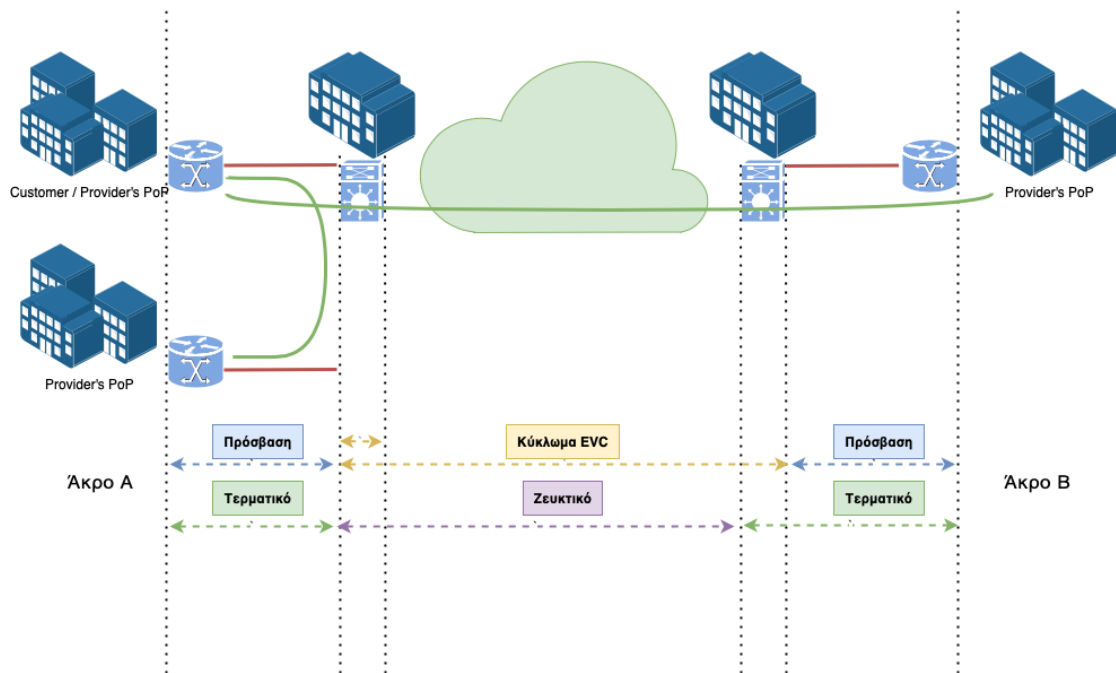 Customer / Provider's PoP
Provider's PoP
Provider's PoP
Πρόσβαση
Κύκλωμα EVC
Πρόσβαση
Άκρο Α
Άκρο Β
Τερματικό
Ζευκτικό
Τερματικό